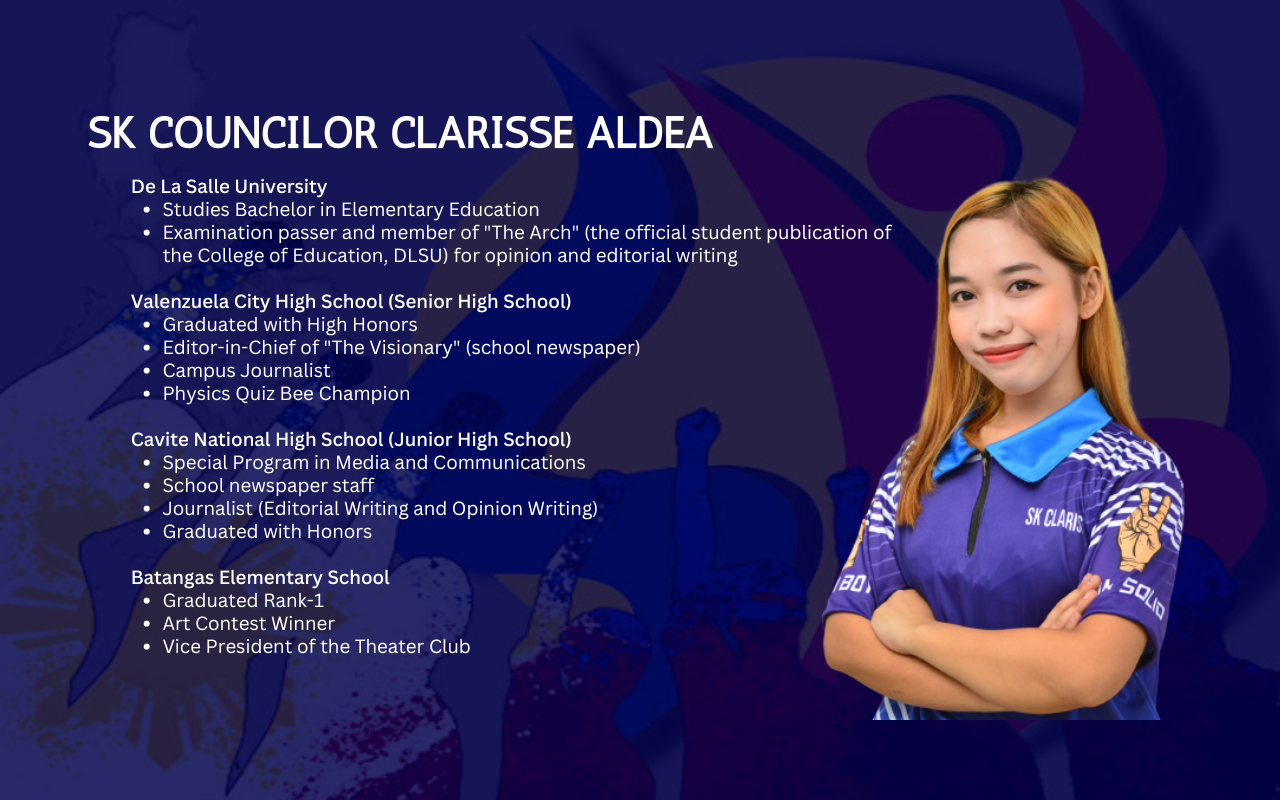 SK COUNCILOR CLARISSE ALDEA
De La Salle University
• Studies Bachelor in Elementary Education
• Examination passer and member of "The Arch" (the official student publication of
the College of Education, DLSU) for opinion and editorial writing
Valenzuela City High School (Senior High School)
• Graduated with High Honors
• Editor-in-Chief of "The Visionary" (school newspaper)
• Campus Journalist
• Physics Quiz Bee Champion
Cavite National High School (Junior High School)
• Special Program in Media and Communications
• School newspaper staff
• Journalist (Editorial Writing and Opinion Writing)
• Graduated with Honors
Batangas Elementary School
• Graduated Rank-1
• Art Contest Winner
• Vice President of the Theater Club
SK CLARIS
SOLID